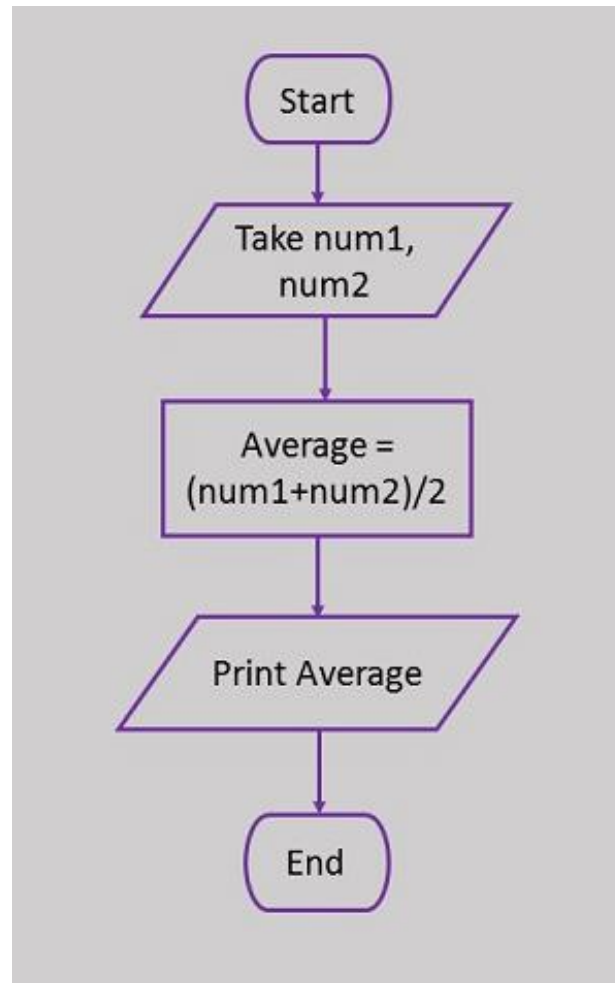 Start
Take num1,
num2
Average =
(num1+num2)/2
Print Average
End